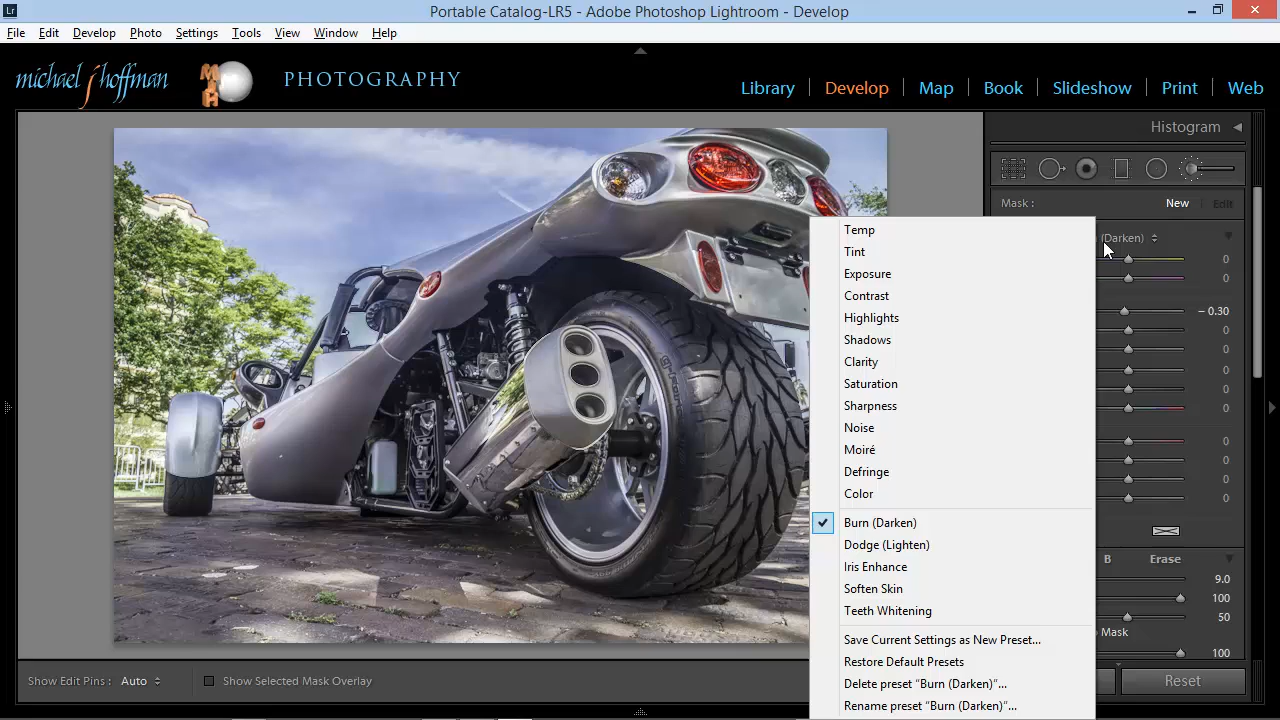 Lr
Portable Catalog-LR5 - Adobe Photoshop Lightroom - Develop
File Edit Develop Photo Settings Tools View Window Help
michael j hoffman
MJH
PHOTOGRAPHY
Library Develop Map Book Slideshow Print Web
Histogram
Mask : New Edit
(Darken)
0
0
– 0.30
0
0
0
0
0
0
0
0
0
B Erase
9.0
100
50
Mask
100
Temp
Tint
Exposure
Contrast
Highlights
Shadows
Clarity
Saturation
Sharpness
Noise
Moiré
Defringe
Color
Burn (Darken)
Dodge (Lighten)
Iris Enhance
Soften Skin
Teeth Whitening
Save Current Settings as New Preset...
Restore Default Presets
Delete preset “Burn (Darken)”...
Rename preset “Burn (Darken)”...
Show Edit Pins : Auto Show Selected Mask Overlay
Reset